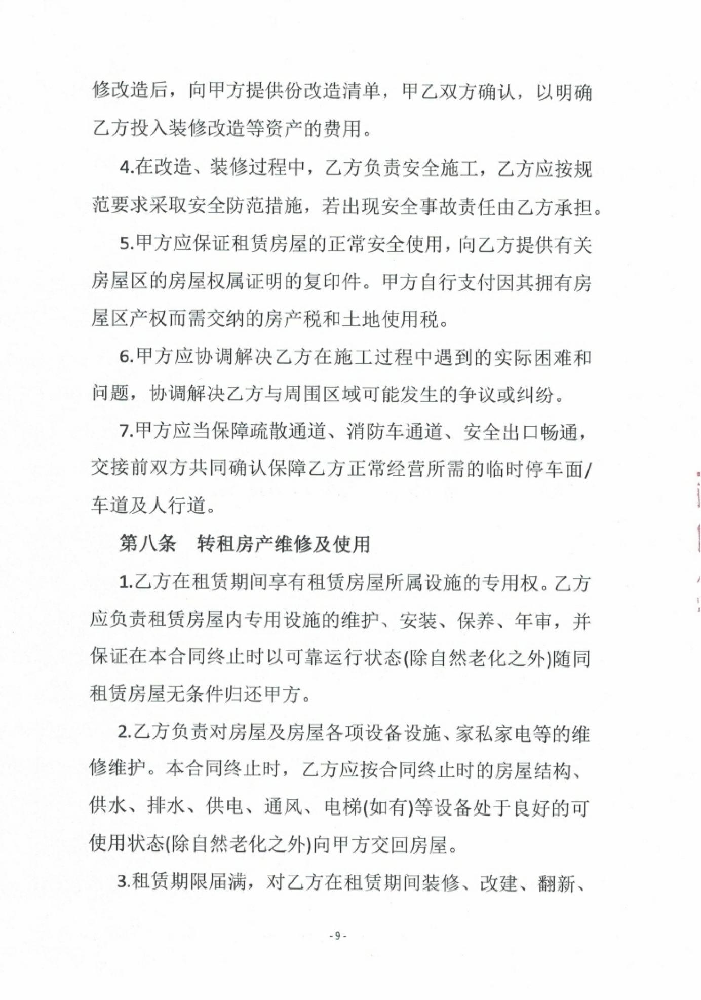 修改造后，向甲方提供份改造清单，甲乙双方确认，以明确
乙方投入装修改造等资产的费用。
4.在改造、装修过程中，乙方负责安全施工，乙方应按规
范要求采取安全防范措施，若出现安全事故责任由乙方承担。
5.甲方应保证租赁房屋的正常安全使用，向乙方提供有关
房屋区的房屋权属证明的复印件。甲方自行支付因其拥有房
屋区产权而需交纳的房产税和土地使用税。
6.甲方应协调解决乙方在施工过程中遇到的实际困难和
问题，协调解决乙方与周围区域可能发生的争议或纠纷。
7.甲方应当保障疏散通道、消防车通道、安全出口畅通，
交接前双方共同确认保障乙方正常经营所需的临时停车面/
车道及人行道。
第八条　转租房产维修及使用
1.乙方在租赁期间享有租赁房屋所属设施的专用权。乙方
应负责租赁房屋内专用设施的维护、安装、保养、年审，并
保证在本合同终止时以可靠运行状态(除自然老化之外)随同
租赁房屋无条件归还甲方。
2.乙方负责对房屋及房屋各项设备设施、家私家电等的维
修维护。本合同终止时，乙方应按合同终止时的房屋结构、
供水、排水、供电、通风、电梯(如有)等设备处于良好的可
使用状态(除自然老化之外)向甲方交回房屋。
3.租赁期限届满，对乙方在租赁期间装修、改建、翻新、
-9-